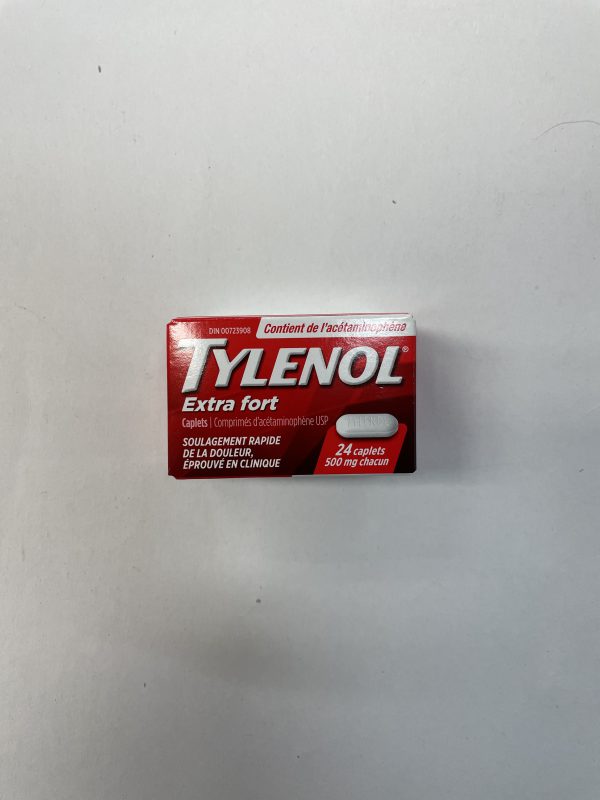 DIN 00723908
Contient de l'acétaminophène
TYLENOL®
Extra fort
Caplets | Comprimés d'acétaminophène USP
SOULAGEMENT RAPIDE
DE LA DOULEUR,
ÉPROUVÉ EN CLINIQUE
TYLENOL
24 caplets
500 mg chacun